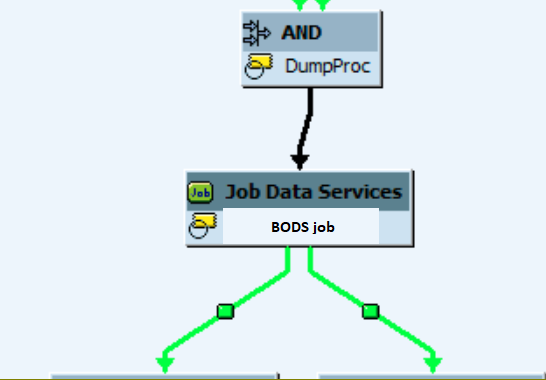 AND
DumpProc
Job
Job Data Services
BODS job